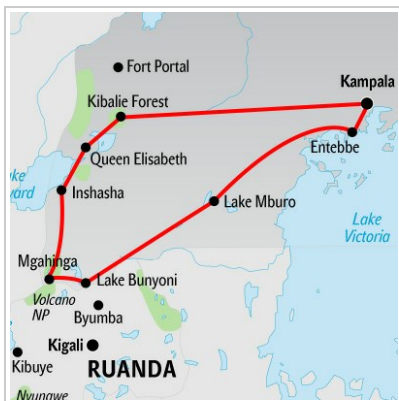 Fort Portal
Kampala
Kibalie Forest
Queen Elisabeth
Entebbe
Inshasha
Lake Mburo
Lake
Victoria
Mgahinga
Lake Bunyoni
Volcano
NP
Byumba
Kigali
Kibuye
RUANDA
Nyungwe